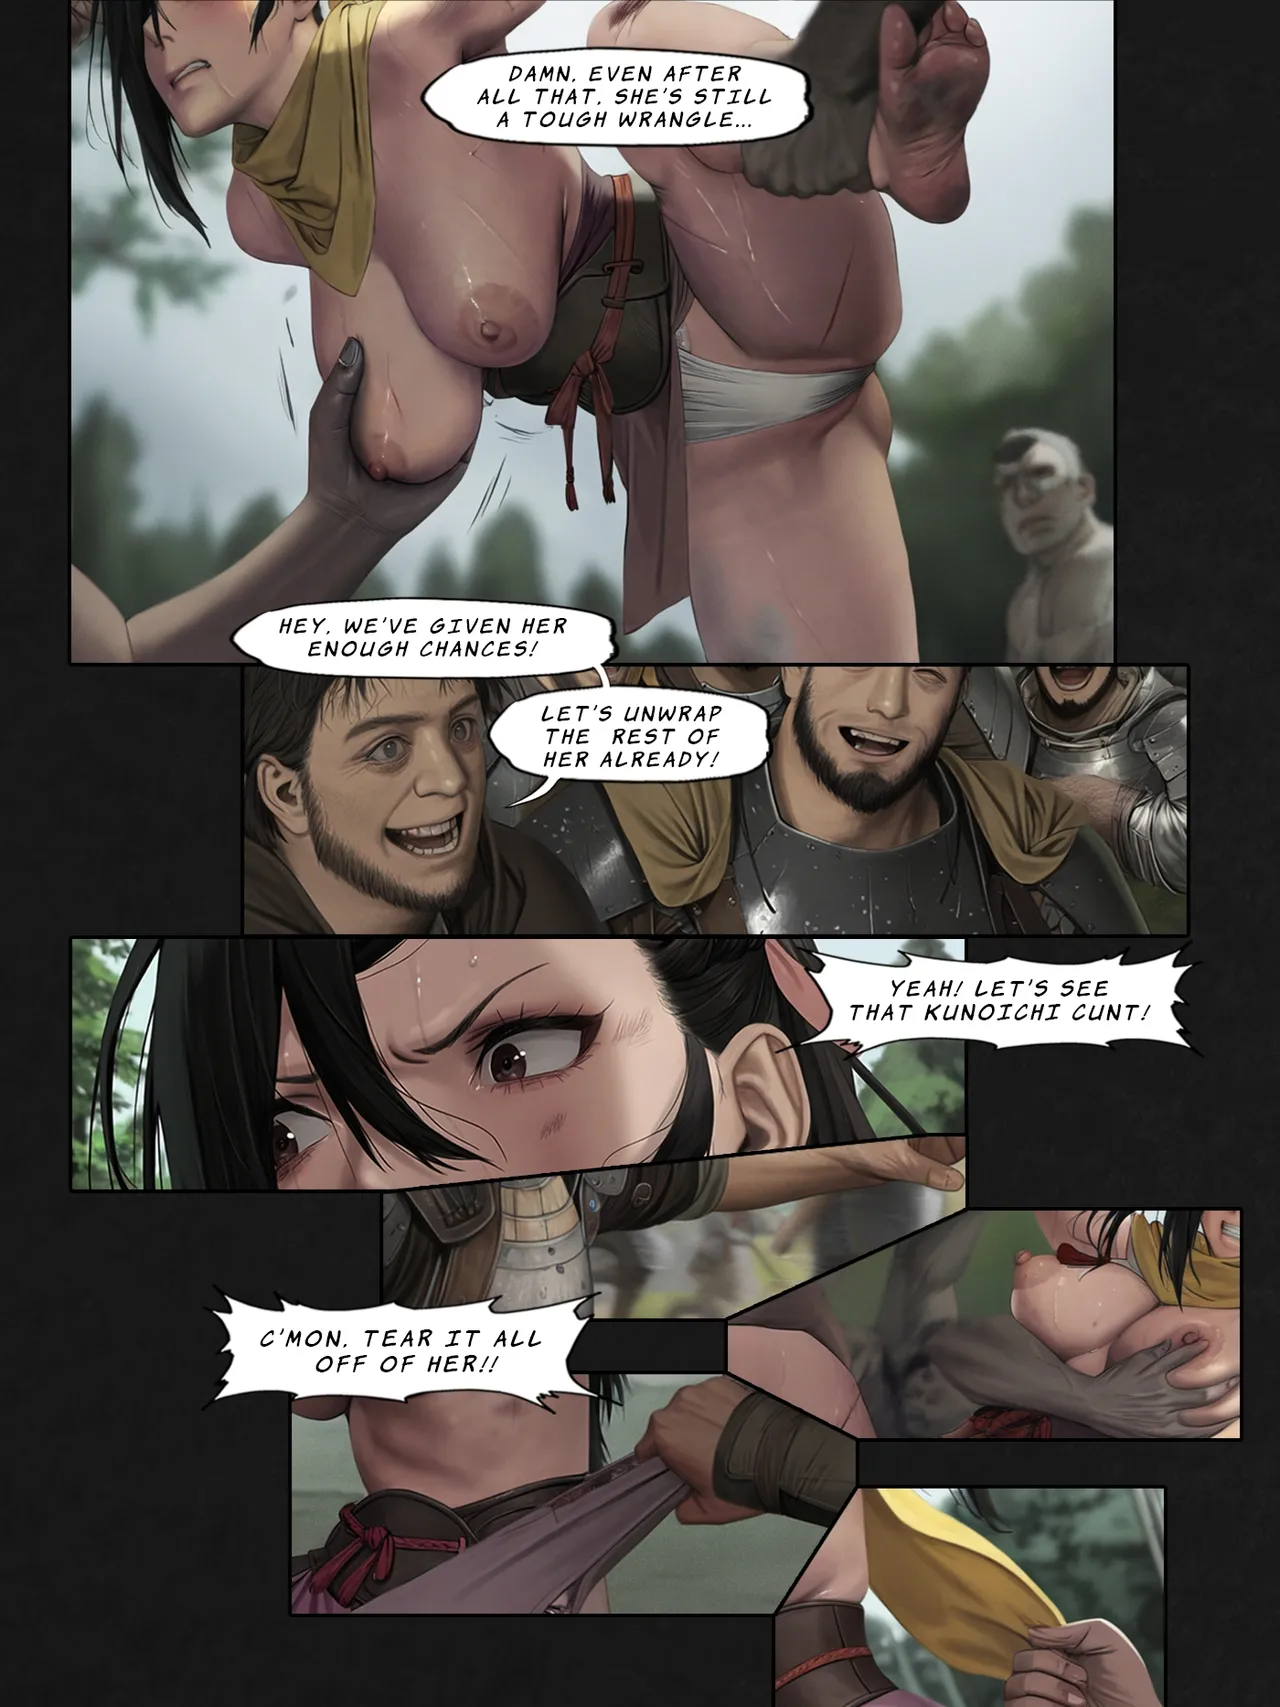 DAMN, EVEN AFTER
ALL THAT, SHE'S STILL
A TOUGH WRANGLE...
HEY, WE'VE GIVEN HER
ENOUGH CHANCES!
LET'S UNWRAP
THE REST OF
HER ALREADY!
YEAH! LET'S SEE
THAT KUNOICHI CUNT!
C'MON, TEAR IT ALL
OFF OF HER!!